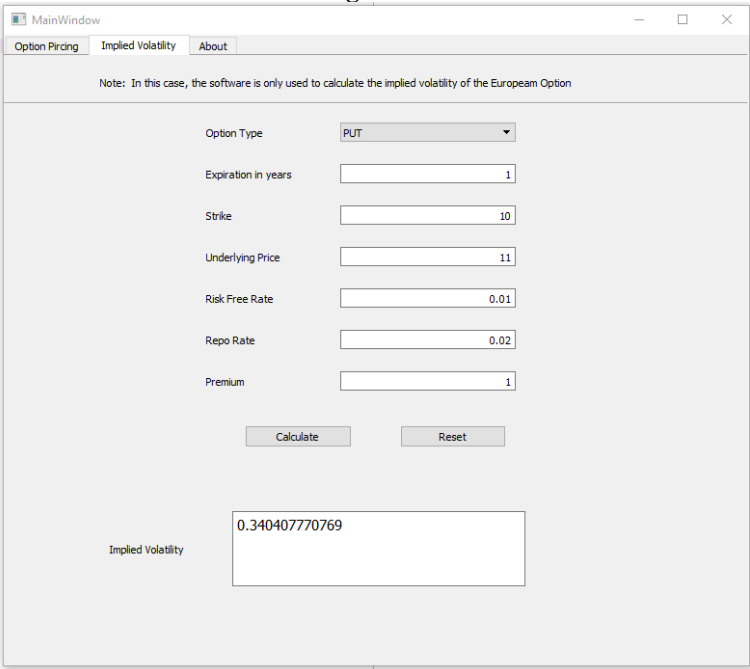 MainWindow
Option Pircing Implied Volatility About
Note: In this case, the software is only used to calculate the implied volatility of the Europeam Option
Option Type PUT
Expiration in years 1
Strike 10
Underlying Price 11
Risk Free Rate 0.01
Repo Rate 0.02
Premium 1
Calculate Reset
Implied Volatility 0.340407770769